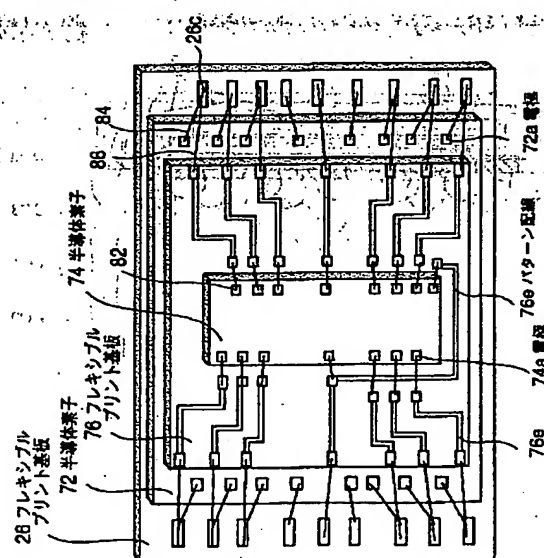 26 フレキシブル
プリント基板
72 半導体素子
76 フレキシブル
プリント基板
74 半導体素子
82
86
84
26c
76e
74a 電極
76e パターン配線
72a 電極